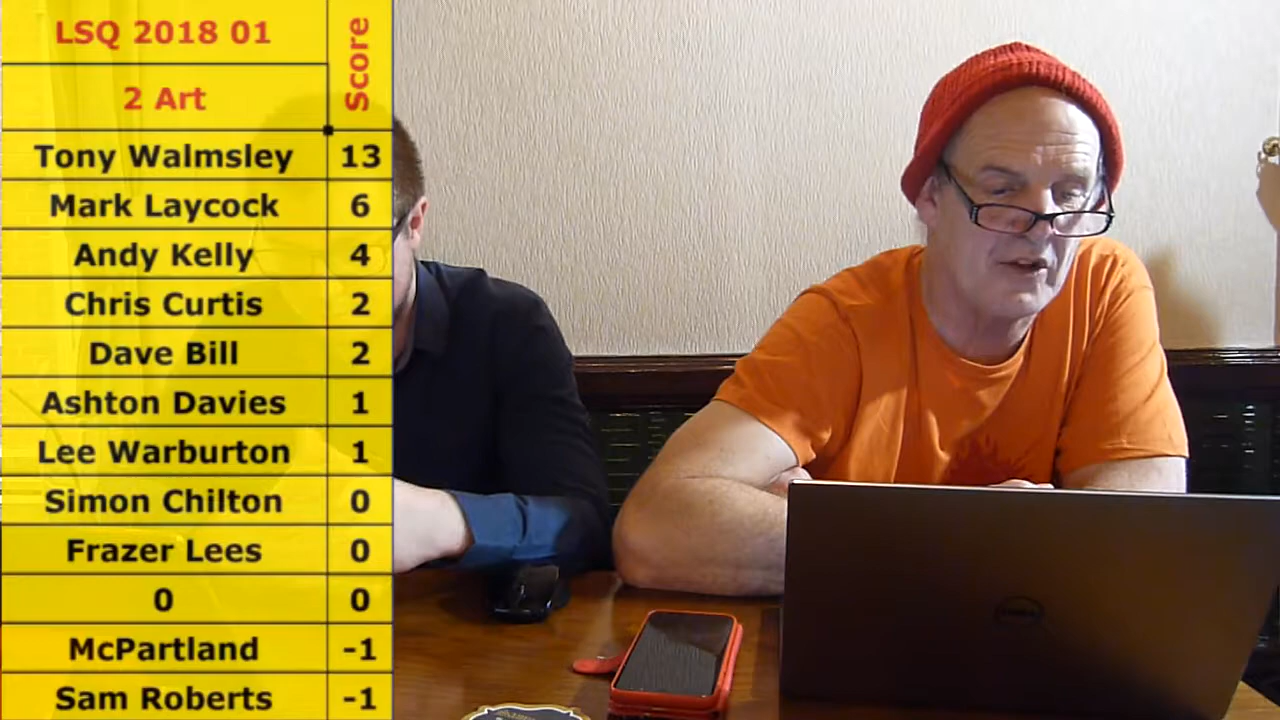 LSQ 2018 01
Score
2 Art
Tony Walmsley 13
Mark Laycock 6
Andy Kelly 4
Chris Curtis 2
Dave Bill 2
Ashton Davies 1
Lee Warburton 1
Simon Chilton 0
Frazer Lees 0
0 0
McPartland -1
Sam Roberts -1